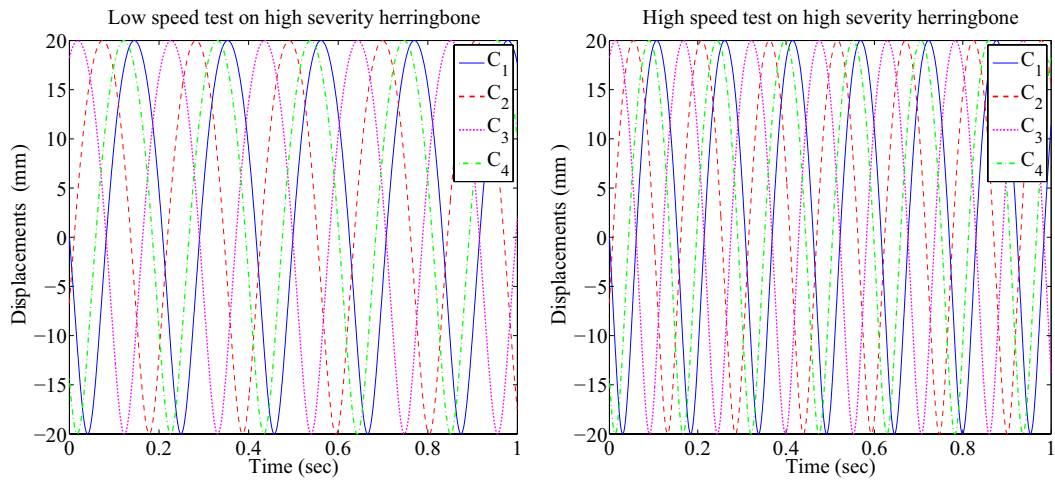 Low speed test on high severity herringbone
Displacements (mm)
20
15
10
5
0
−5
−10
−15
−20
0
0.2
0.4
0.6
0.8
1
Time (sec)
C1
C2
C3
C4
High speed test on high severity herringbone
Displacements (mm )
20
15
10
5
0
−5
−10
−15
−20
0
0.2
0.4
0.6
0.8
1
Time (sec)
C1
C2
C3
C4